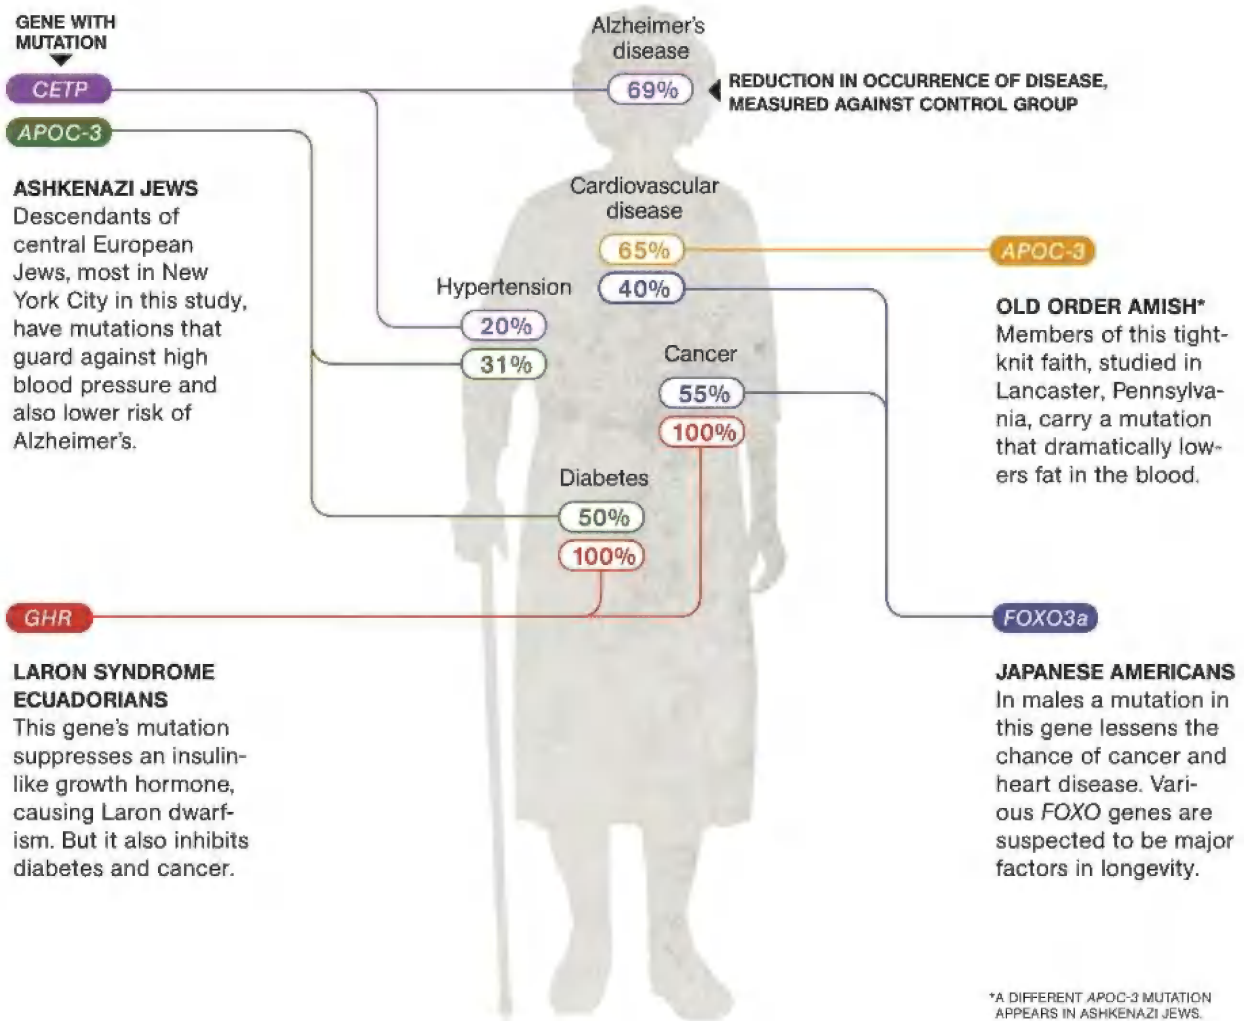 GENE WITH
MUTATION
CETP
APOC-3
ASHKENAZI JEWS
Descendants of
central European
Jews, most in New
York City in this study,
have mutations that
guard against high
blood pressure and
also lower risk of
Alzheimer's.
Alzheimer's
disease
69%
REDUCTION IN OCCURRENCE OF DISEASE,
MEASURED AGAINST CONTROL GROUP
Cardiovascular
disease
65%
40%
Hypertension
20%
31%
Cancer
55%
100%
Diabetes
50%
100%
APOC-3
OLD ORDER AMISH*
Members of this tight-
knit faith, studied in
Lancaster, Pennsylva-
nia, carry a mutation
that dramatically low-
ers fat in the blood.
GHR
LARON SYNDROME
ECUADORIANS
This gene's mutation
suppresses an insulin-
like growth hormone,
causing Laron dwarf-
ism. But it also inhibits
diabetes and cancer.
FOXO3a
JAPANESE AMERICANS
In males a mutation in
this gene lessens the
chance of cancer and
heart disease. Vari-
ous FOXO genes are
suspected to be major
factors in longevity.
*A DIFFERENT APOC-3 MUTATION
APPEARS IN ASHKENAZI JEWS.